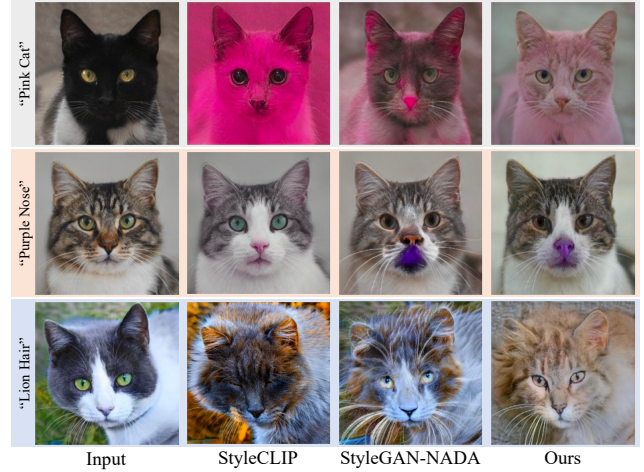 “Pink Cat”
“Purple Nose”
“Lion Hair”
Input StyleCLIP StyleGAN-NADA Ours